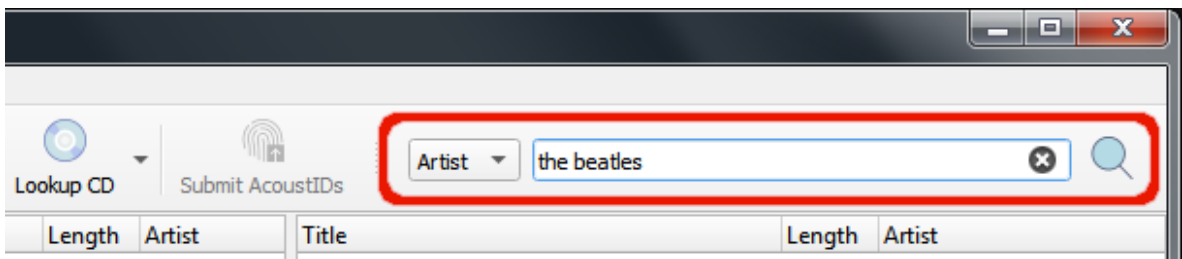 Artist the beatles
Lookup CD Submit AcoustIDs
Length Artist Title Length Artist